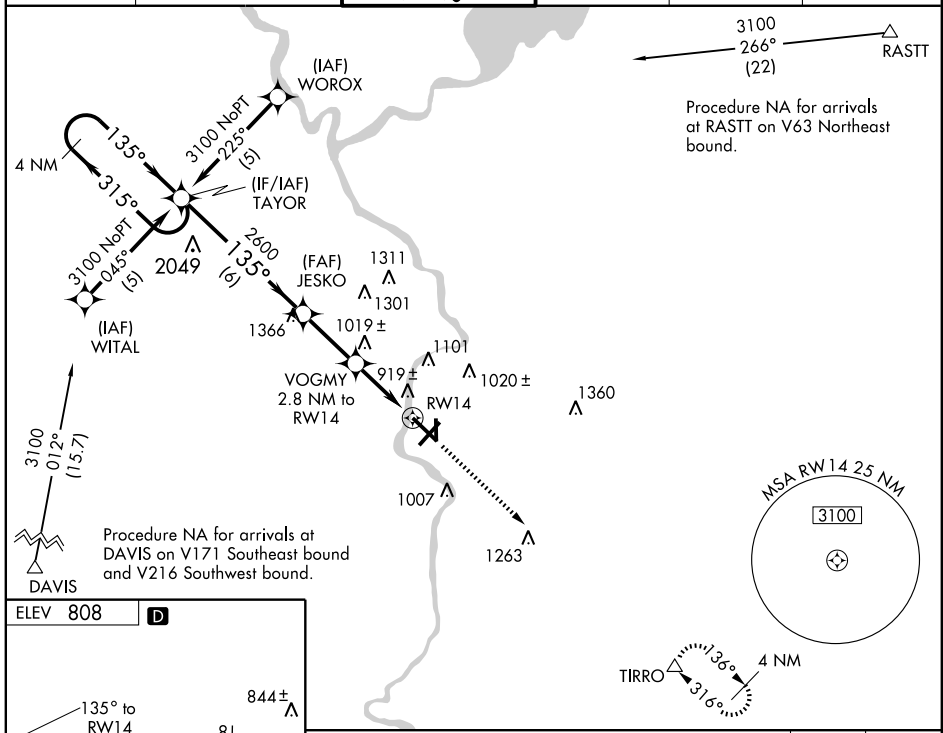 3100
266°
(22)
RASTT
Procedure NA for arrivals
at RASTT on V63 Northeast
bound.
(IAF)
WOROX
3100 NoPT
225°
(5)
4 NM
135°
315°
(IF/IAF)
TAYOR
3100 NoPT
045°
(5)
2049
(IAF)
WITAL
2600
135°
(6)
(FAF)
JESKO
1311
1301
1366
1019 ±
VOGMY
2.8 NM to
RW14
919 ±
1101
1020 ±
RW14
1360
1007
1263
3100
012°
(15.7)
DAVIS
Procedure NA for arrivals at
DAVIS on V171 Southeast bound
and V216 Southwest bound.
MSA RW14 25 NM
3100
TIRRO
136°
316°
4 NM
ELEV 808
D
135° to
RW14
844 ±